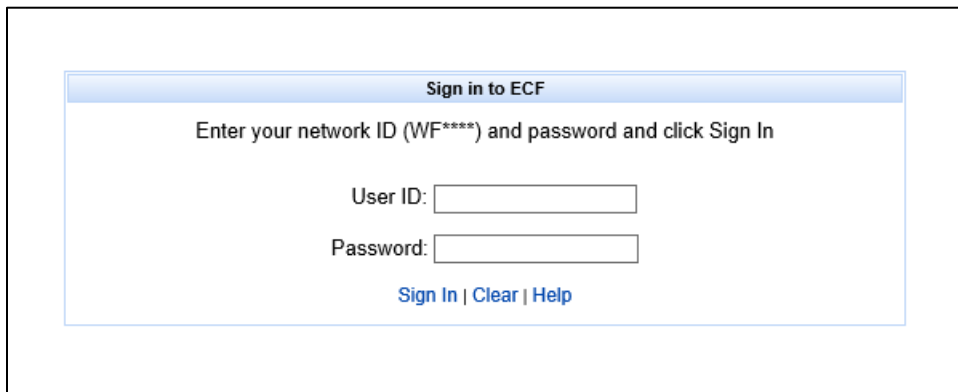 Sign in to ECF
Enter your network ID (WF****) and password and click Sign In
User ID:
Password:
Sign In | Clear | Help